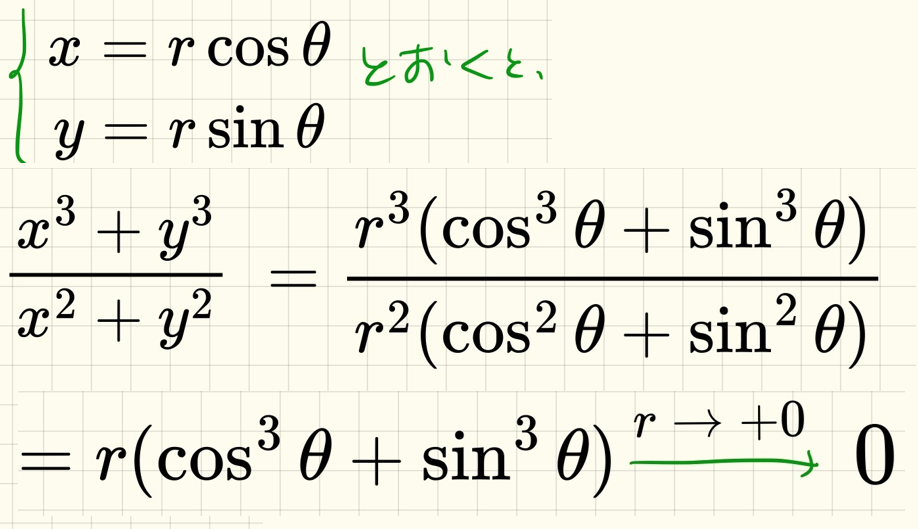 x = r cos θ とおくと、
y = r sin θ
x³ + y³ / x² + y² = r³(cos³ θ + sin³ θ) / r²(cos² θ + sin² θ)
= r(cos³ θ + sin³ θ) r → +0 0